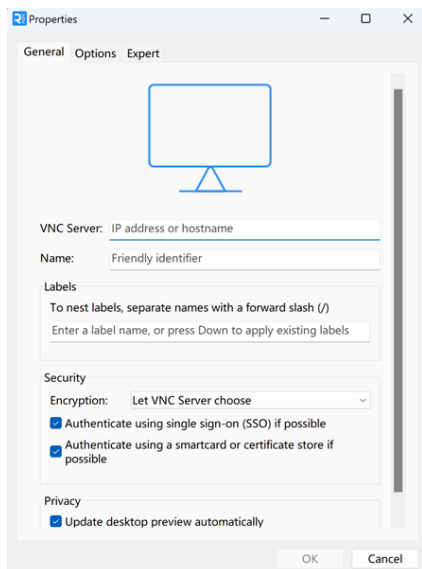 Properties
General Options Expert
VNC Server: IP address or hostname
Name: Friendly identifier
Labels
To nest labels, separate names with a forward slash (/)
Enter a label name, or press Down to apply existing labels
Security
Encryption: Let VNC Server choose
Authenticate using single sign-on (SSO) if possible
Authenticate using a smartcard or certificate store if
possible
Privacy
Update desktop preview automatically
OK Cancel